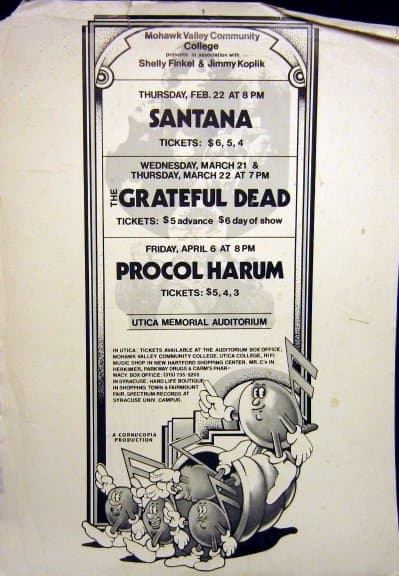 Mohawk Valley Community
College
presents in association with
Shelly Finkel & Jimmy Koplik
THURSDAY, FEB. 22 AT 8 PM
SANTANA
TICKETS: $6, 5, 4
WEDNESDAY, MARCH 21 &
THURSDAY, MARCH 22 AT 7 PM
THE GRATEFUL DEAD
TICKETS: $5 advance $6 day of show
FRIDAY, APRIL 6 AT 8 PM
PROCOL HARUM
TICKETS: $5, 4, 3
UTICA MEMORIAL AUDITORIUM
IN UTICA: TICKETS AVAILABLE AT THE AUDITORIUM BOX OFFICE,
MOHAWK VALLEY COMMUNITY COLLEGE, UTICA COLLEGE, HIFI
MUSIC SHOP IN NEW HARTFORD SHOPPING CENTER, MR. C'S IN
HERKIMER, PARKWAY DRUGS & CARM'S PHAR-
MACY. BOX OFFICE: (315) 735-
IN SYRACUSE: HARD LIFE BOUTIQUE
IN SHOPPING TOWN & FAIRMOUNT
FAIR, SPECTRUM RECORDS AT
SYRACUSE UNIV. CAMPUS.
A CORNUCOPIA
PRODUCTION